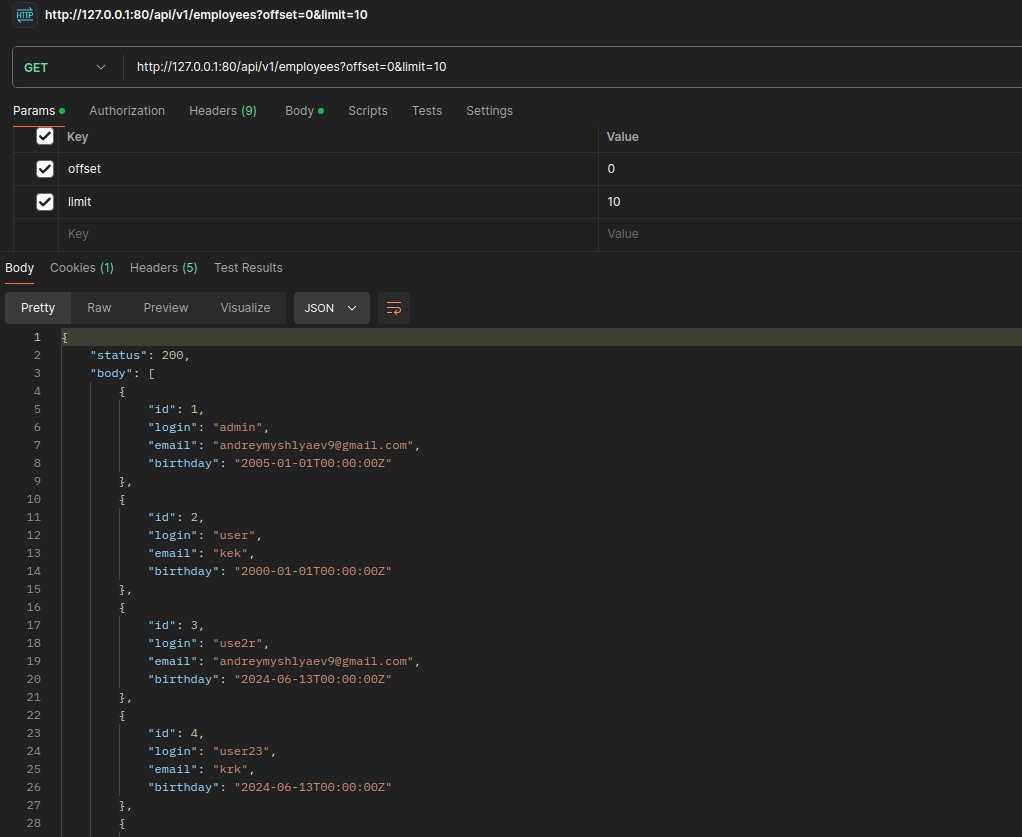 HTTP http://127.0.0.1:80/api/v1/employees?offset=0&limit=10
GET http://127.0.0.1:80/api/v1/employees?offset=0&limit=10
Params Authorization Headers (9) Body Scripts Tests Settings
Key Value
offset 0
limit 10
Key Value
Body Cookies (1) Headers (5) Test Results
Pretty Raw Preview Visualize JSON
1 {
2 "status": 200,
3 "body": [
4 {
5 "id": 1,
6 "login": "admin",
7 "email": "andreymyshlyaev9@gmail.com",
8 "birthday": "2005-01-01T00:00:00Z"
9 },
10 {
11 "id": 2,
12 "login": "user",
13 "email": "kek",
14 "birthday": "2000-01-01T00:00:00Z"
15 },
16 {
17 "id": 3,
18 "login": "use2r",
19 "email": "andreymyshlyaev9@gmail.com",
20 "birthday": "2024-06-13T00:00:00Z"
21 },
22 {
23 "id": 4,
24 "login": "user23",
25 "email": "krk",
26 "birthday": "2024-06-13T00:00:00Z"
27 },
28 {